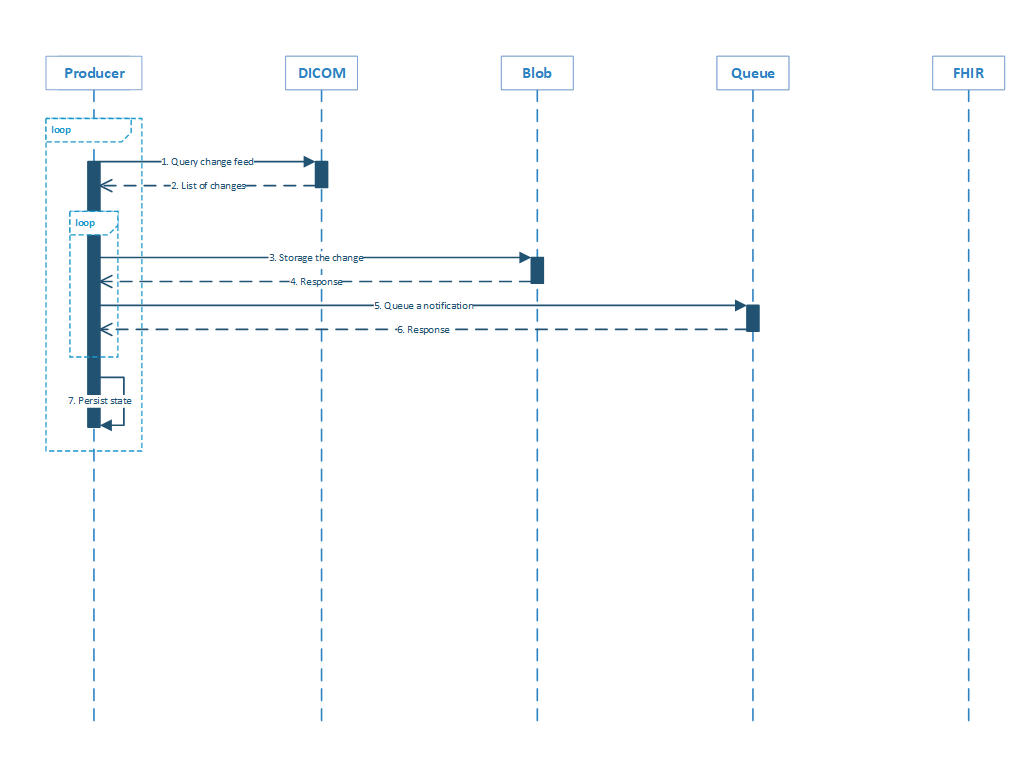 Producer
DICOM
Blob
Queue
FHIR
loop
1. Query change feed
2. List of changes
loop
3. Storage the change
4. Response
5. Queue a notification
6. Response
7. Persist state